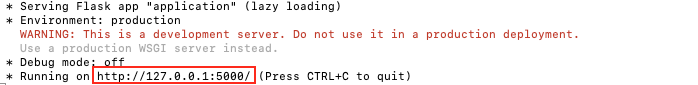 * Serving Flask app "application" (lazy loading)
* Environment: production
WARNING: This is a development server. Do not use it in a production deployment.
Use a production WSGI server instead.
* Debug mode: off
* Running on http://127.0.0.1:5000/ (Press CTRL+C to quit)